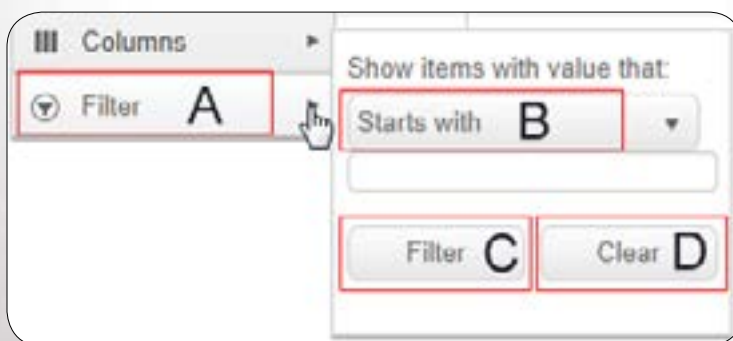 Columns
Filter A
Show items with value that:
Starts with B
Filter C
Clear D